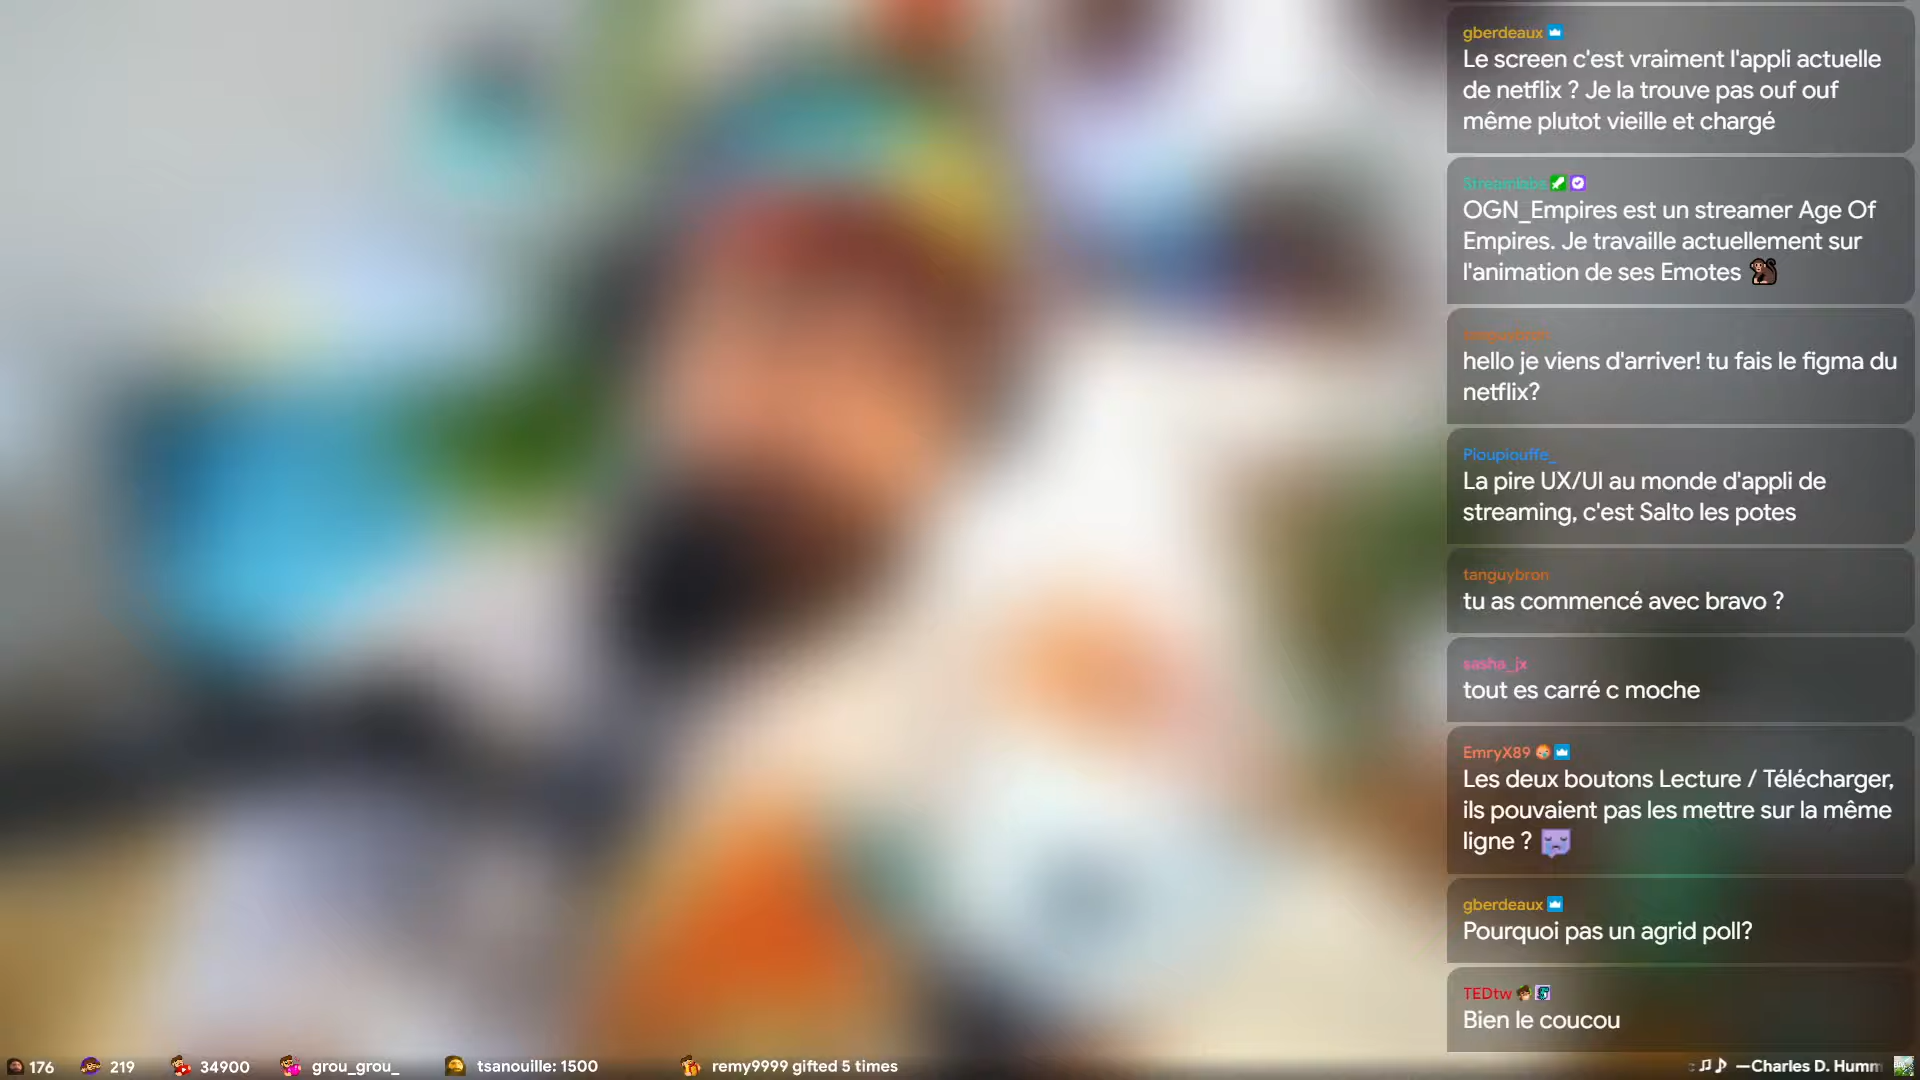 gberdeaux
Le screen c'est vraiment l'appli actuelle
de netflix ? Je la trouve pas ouf ouf
même plutot vieille et chargé
OGN_Empires est un streamer Age Of
Empires. Je travaille actuellement sur
l'animation de ses Emotes
tanguybron
hello je viens d'arriver! tu fais le figma du
netflix?
Pioupiouffe_
La pire UX/UI au monde d'appli de
streaming, c'est Salto les potes
tanguybron
tu as commencé avec bravo ?
sasha_jx
tout es carré c moche
EmryX89
Les deux boutons Lecture / Télécharger,
ils pouvaient pas les mettre sur la même
ligne ?
gberdeaux
Pourquoi pas un agrid poll?
TEDtw
Bien le coucou
176 219 34900 grou_grou_ tsanouille: 1500 remy9999 gifted 5 times —Charles D. Humm